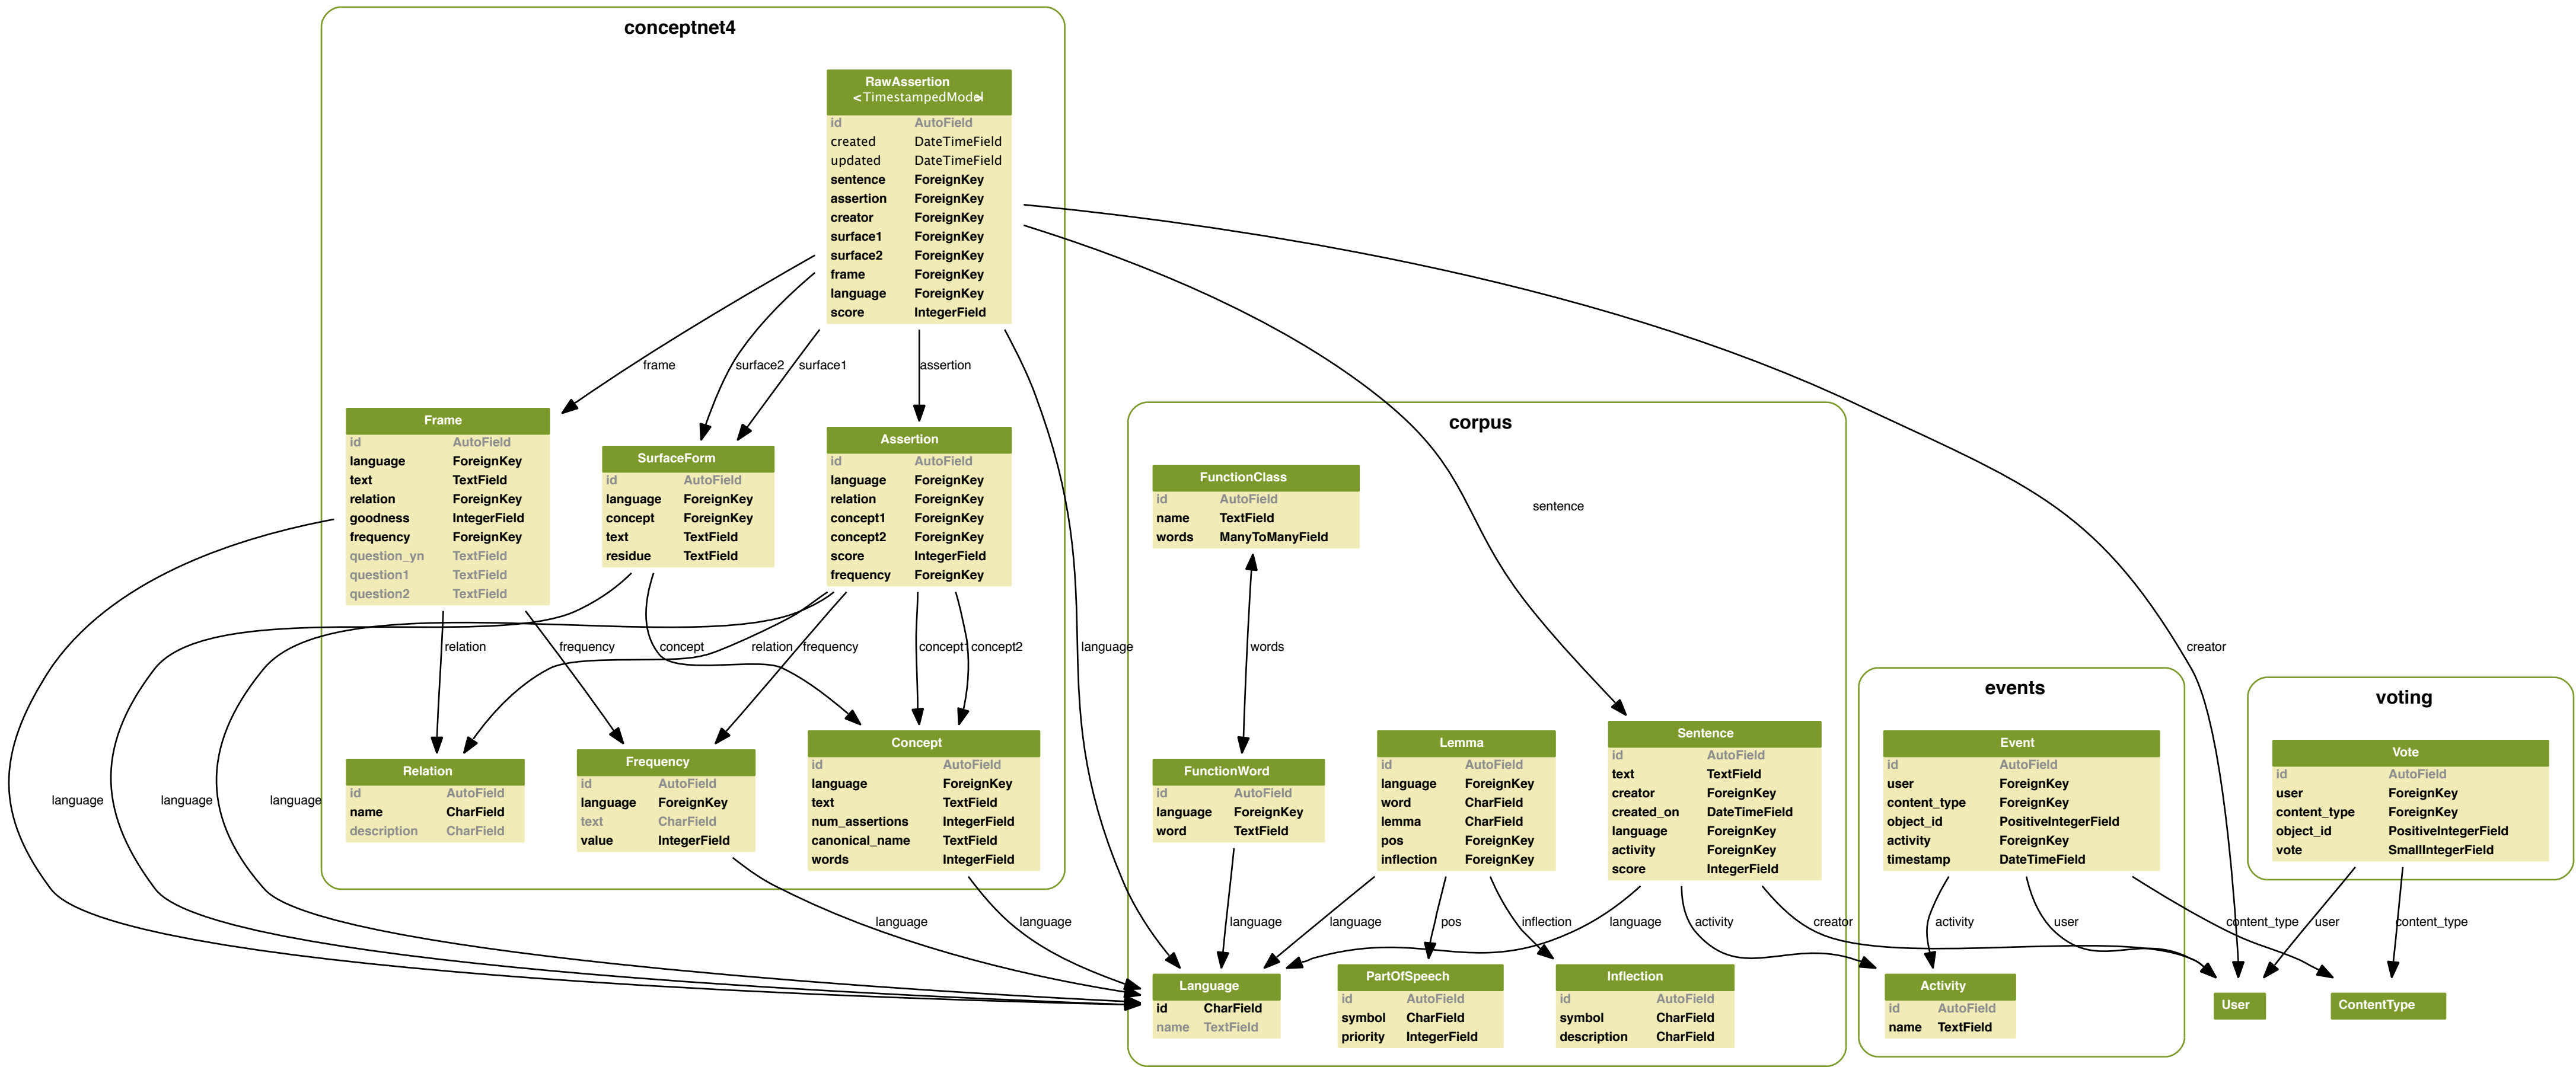 conceptnet4
RawAssertion
<TimestampedModel>
id AutoField
created DateTimeField
updated DateTimeField
sentence ForeignKey
assertion ForeignKey
creator ForeignKey
surface1 ForeignKey
surface2 ForeignKey
frame ForeignKey
language ForeignKey
score IntegerField
frame
surface2
surface1
assertion
Frame
id AutoField
language ForeignKey
text TextField
relation ForeignKey
goodness IntegerField
frequency ForeignKey
question_yn TextField
question1 TextField
question2 TextField
SurfaceForm
id AutoField
language ForeignKey
concept ForeignKey
text TextField
residue TextField
Assertion
id AutoField
language ForeignKey
relation ForeignKey
concept1 ForeignKey
concept2 ForeignKey
score IntegerField
frequency ForeignKey
relation
frequency
concept
relation
frequency
concept1
concept2
language
Relation
id AutoField
name CharField
description CharField
Frequency
id AutoField
language ForeignKey
text CharField
value IntegerField
Concept
id AutoField
language ForeignKey
text TextField
num_assertions IntegerField
canonical_name TextField
words IntegerField
language
language
language
language
language
corpus
sentence
FunctionClass
id AutoField
name TextField
words ManyToManyField
words
FunctionWord
id AutoField
language ForeignKey
word TextField
Lemma
id AutoField
language ForeignKey
word CharField
lemma CharField
pos ForeignKey
inflection ForeignKey
Sentence
id AutoField
text TextField
creator ForeignKey
created_on DateTimeField
language ForeignKey
activity ForeignKey
score IntegerField
language
language
pos
inflection
language
activity
creator
Language
id CharField
name TextField
PartOfSpeech
id AutoField
symbol CharField
priority IntegerField
Inflection
id AutoField
symbol CharField
description CharField
creator
events
Event
id AutoField
user ForeignKey
content_type ForeignKey
object_id PositiveIntegerField
activity ForeignKey
timestamp DateTimeField
activity
user
content_type
Activity
id AutoField
name TextField
voting
Vote
id AutoField
user ForeignKey
content_type ForeignKey
object_id PositiveIntegerField
vote SmallIntegerField
user
content_type
User
ContentType